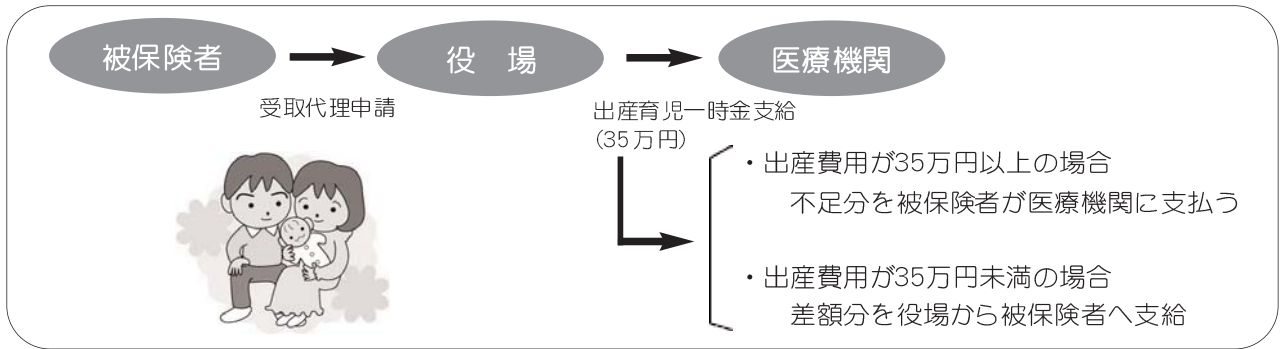 被保険者
役　場
医療機関
受取代理申請
出産育児一時金支給
(35万円)
・出産費用が35万円以上の場合
不足分を被保険者が医療機関に支払う
・出産費用が35万円未満の場合
差額分を役場から被保険者へ支給